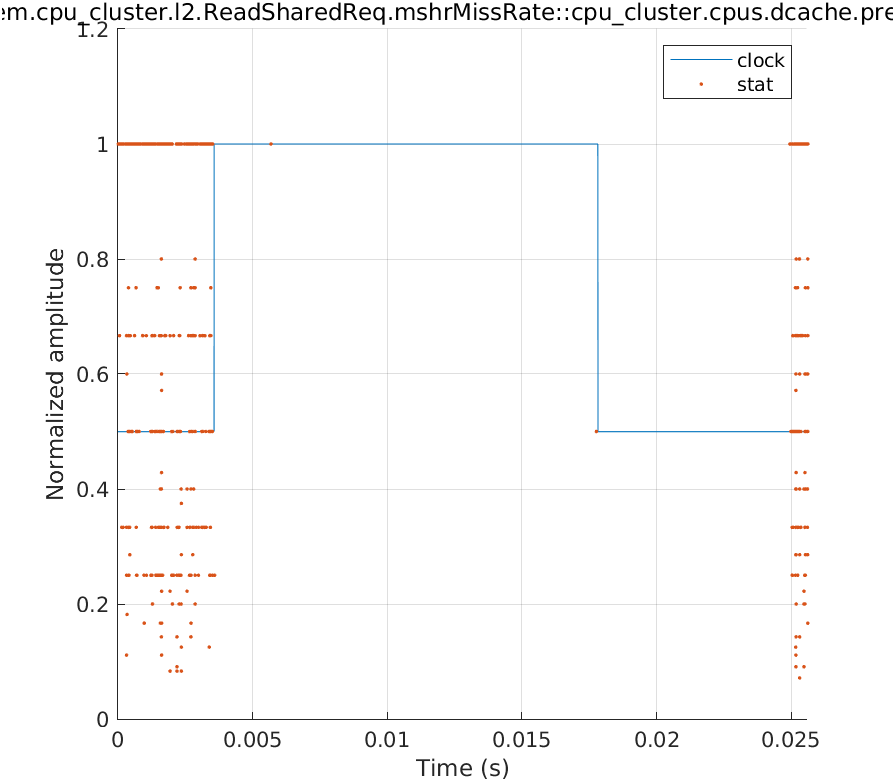 em.cpu_cluster.l2.ReadSharedReq.mshrMissRate::cpu_cluster.cpus.dcache.pre
1.2
1
0.8
0.6
0.4
0.2
0
Normalized amplitude
clock
stat
0 0.005 0.01 0.015 0.02 0.025
Time (s)